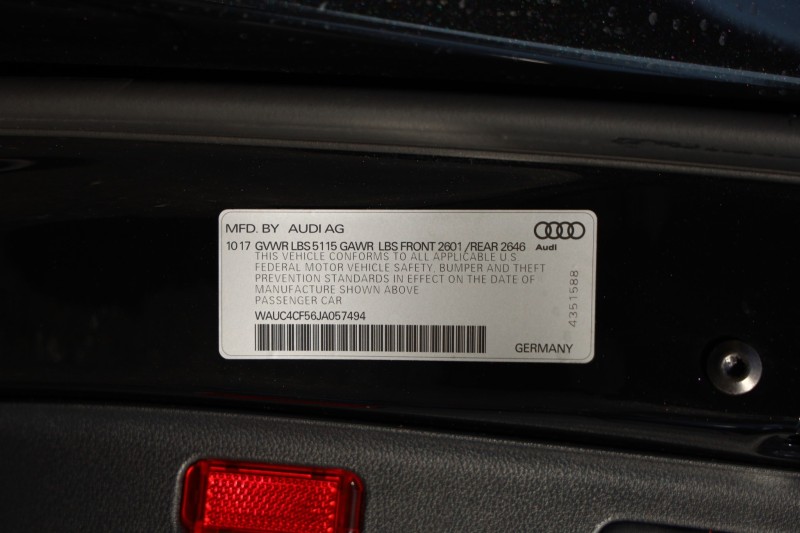 MFD. BY AUDI AG
10 17 GVWR LBS 5115 GAWR LBS FRONT 2601 /REAR 2646
Audi
THIS VEHICLE CONFORMS TO ALL APPLICABLE U.S.
FEDERAL MOTOR VEHICLE SAFETY, BUMPER AND THEFT
PREVENTION STANDARDS IN EFFECT ON THE DATE OF
MANUFACTURE SHOWN ABOVE
PASSENGER CAR
4351588
WAUC4CF56JA057494
GERMANY